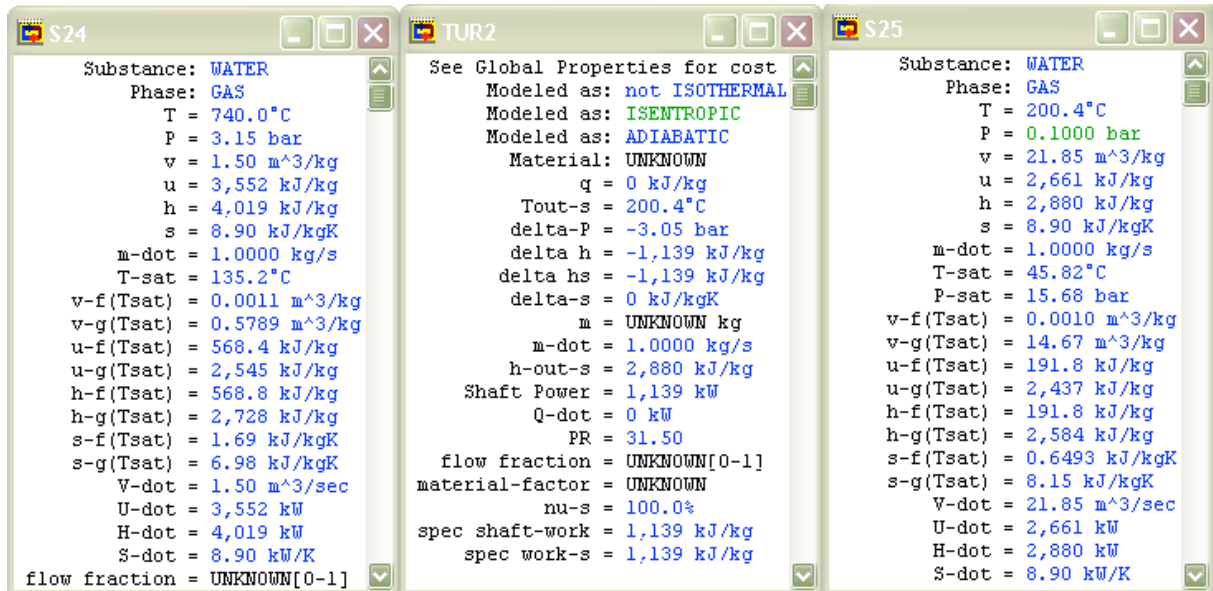 S24
Substance: WATER
Phase: GAS
T = 740.0°C
P = 3.15 bar
v = 1.50 m^3/kg
u = 3,552 kJ/kg
h = 4,019 kJ/kg
s = 8.90 kJ/kgK
m-dot = 1.0000 kg/s
T-sat = 135.2°C
v-f(Tsat) = 0.0011 m^3/kg
v-g(Tsat) = 0.5789 m^3/kg
u-f(Tsat) = 568.4 kJ/kg
u-g(Tsat) = 2,545 kJ/kg
h-f(Tsat) = 568.8 kJ/kg
h-g(Tsat) = 2,728 kJ/kg
s-f(Tsat) = 1.69 kJ/kgK
s-g(Tsat) = 6.98 kJ/kgK
V-dot = 1.50 m^3/sec
U-dot = 3,552 kW
H-dot = 4,019 kW
S-dot = 8.90 kW/K
flow fraction = UNKNOWN[0-1]
TUR2
See Global Properties for cost
Modeled as: not ISOTHERMAL
Modeled as: ISENTROPIC
Modeled as: ADIABATIC
Material: UNKNOWN
q = 0 kJ/kg
Tout-s = 200.4°C
delta-P = -3.05 bar
delta h = -1,139 kJ/kg
delta hs = -1,139 kJ/kg
delta-s = 0 kJ/kgK
m = UNKNOWN kg
m-dot = 1.0000 kg/s
h-out-s = 2,880 kJ/kg
Shaft Power = 1,139 kW
Q-dot = 0 kW
PR = 31.50
flow fraction = UNKNOWN[0-1]
material-factor = UNKNOWN
nu-s = 100.0%
spec shaft-work = 1,139 kJ/kg
spec work-s = 1,139 kJ/kg
S25
Substance: WATER
Phase: GAS
T = 200.4°C
P = 0.1000 bar
v = 21.85 m^3/kg
u = 2,661 kJ/kg
h = 2,880 kJ/kg
s = 8.90 kJ/kgK
m-dot = 1.0000 kg/s
T-sat = 45.82°C
P-sat = 15.68 bar
v-f(Tsat) = 0.0010 m^3/kg
v-g(Tsat) = 14.67 m^3/kg
u-f(Tsat) = 191.8 kJ/kg
u-g(Tsat) = 2,437 kJ/kg
h-f(Tsat) = 191.8 kJ/kg
h-g(Tsat) = 2,584 kJ/kg
s-f(Tsat) = 0.6493 kJ/kgK
s-g(Tsat) = 8.15 kJ/kgK
V-dot = 21.85 m^3/sec
U-dot = 2,661 kW
H-dot = 2,880 kW
S-dot = 8.90 kW/K